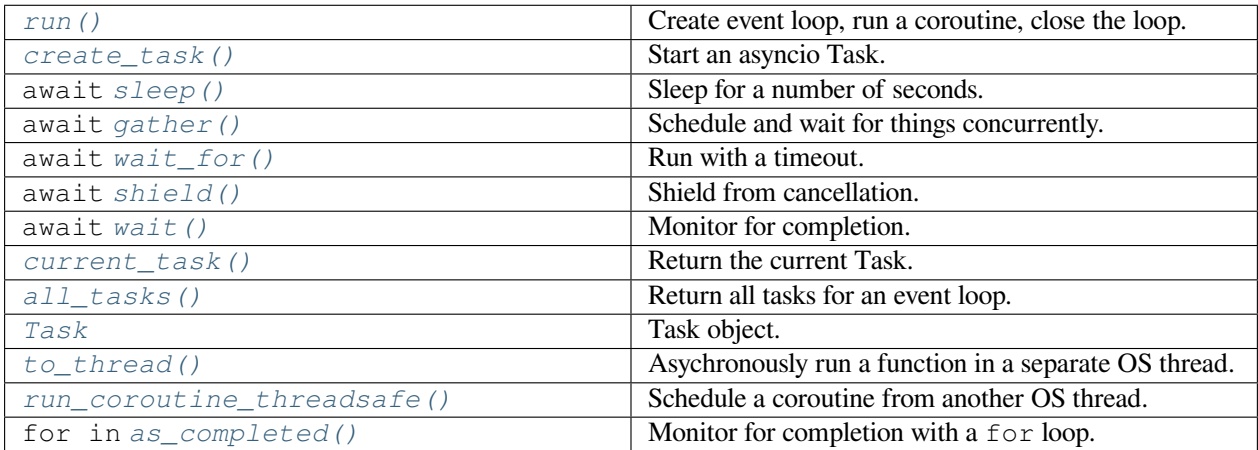 run() Create event loop, run a coroutine, close the loop.
create_task() Start an asyncio Task.
await sleep() Sleep for a number of seconds.
await gather() Schedule and wait for things concurrently.
await wait_for() Run with a timeout.
await shield() Shield from cancellation.
await wait() Monitor for completion.
current_task() Return the current Task.
all_tasks() Return all tasks for an event loop.
Task Task object.
to_thread() Asychronously run a function in a separate OS thread.
run_coroutine_threadsafe() Schedule a coroutine from another OS thread.
for in as_completed() Monitor for completion with a for loop.